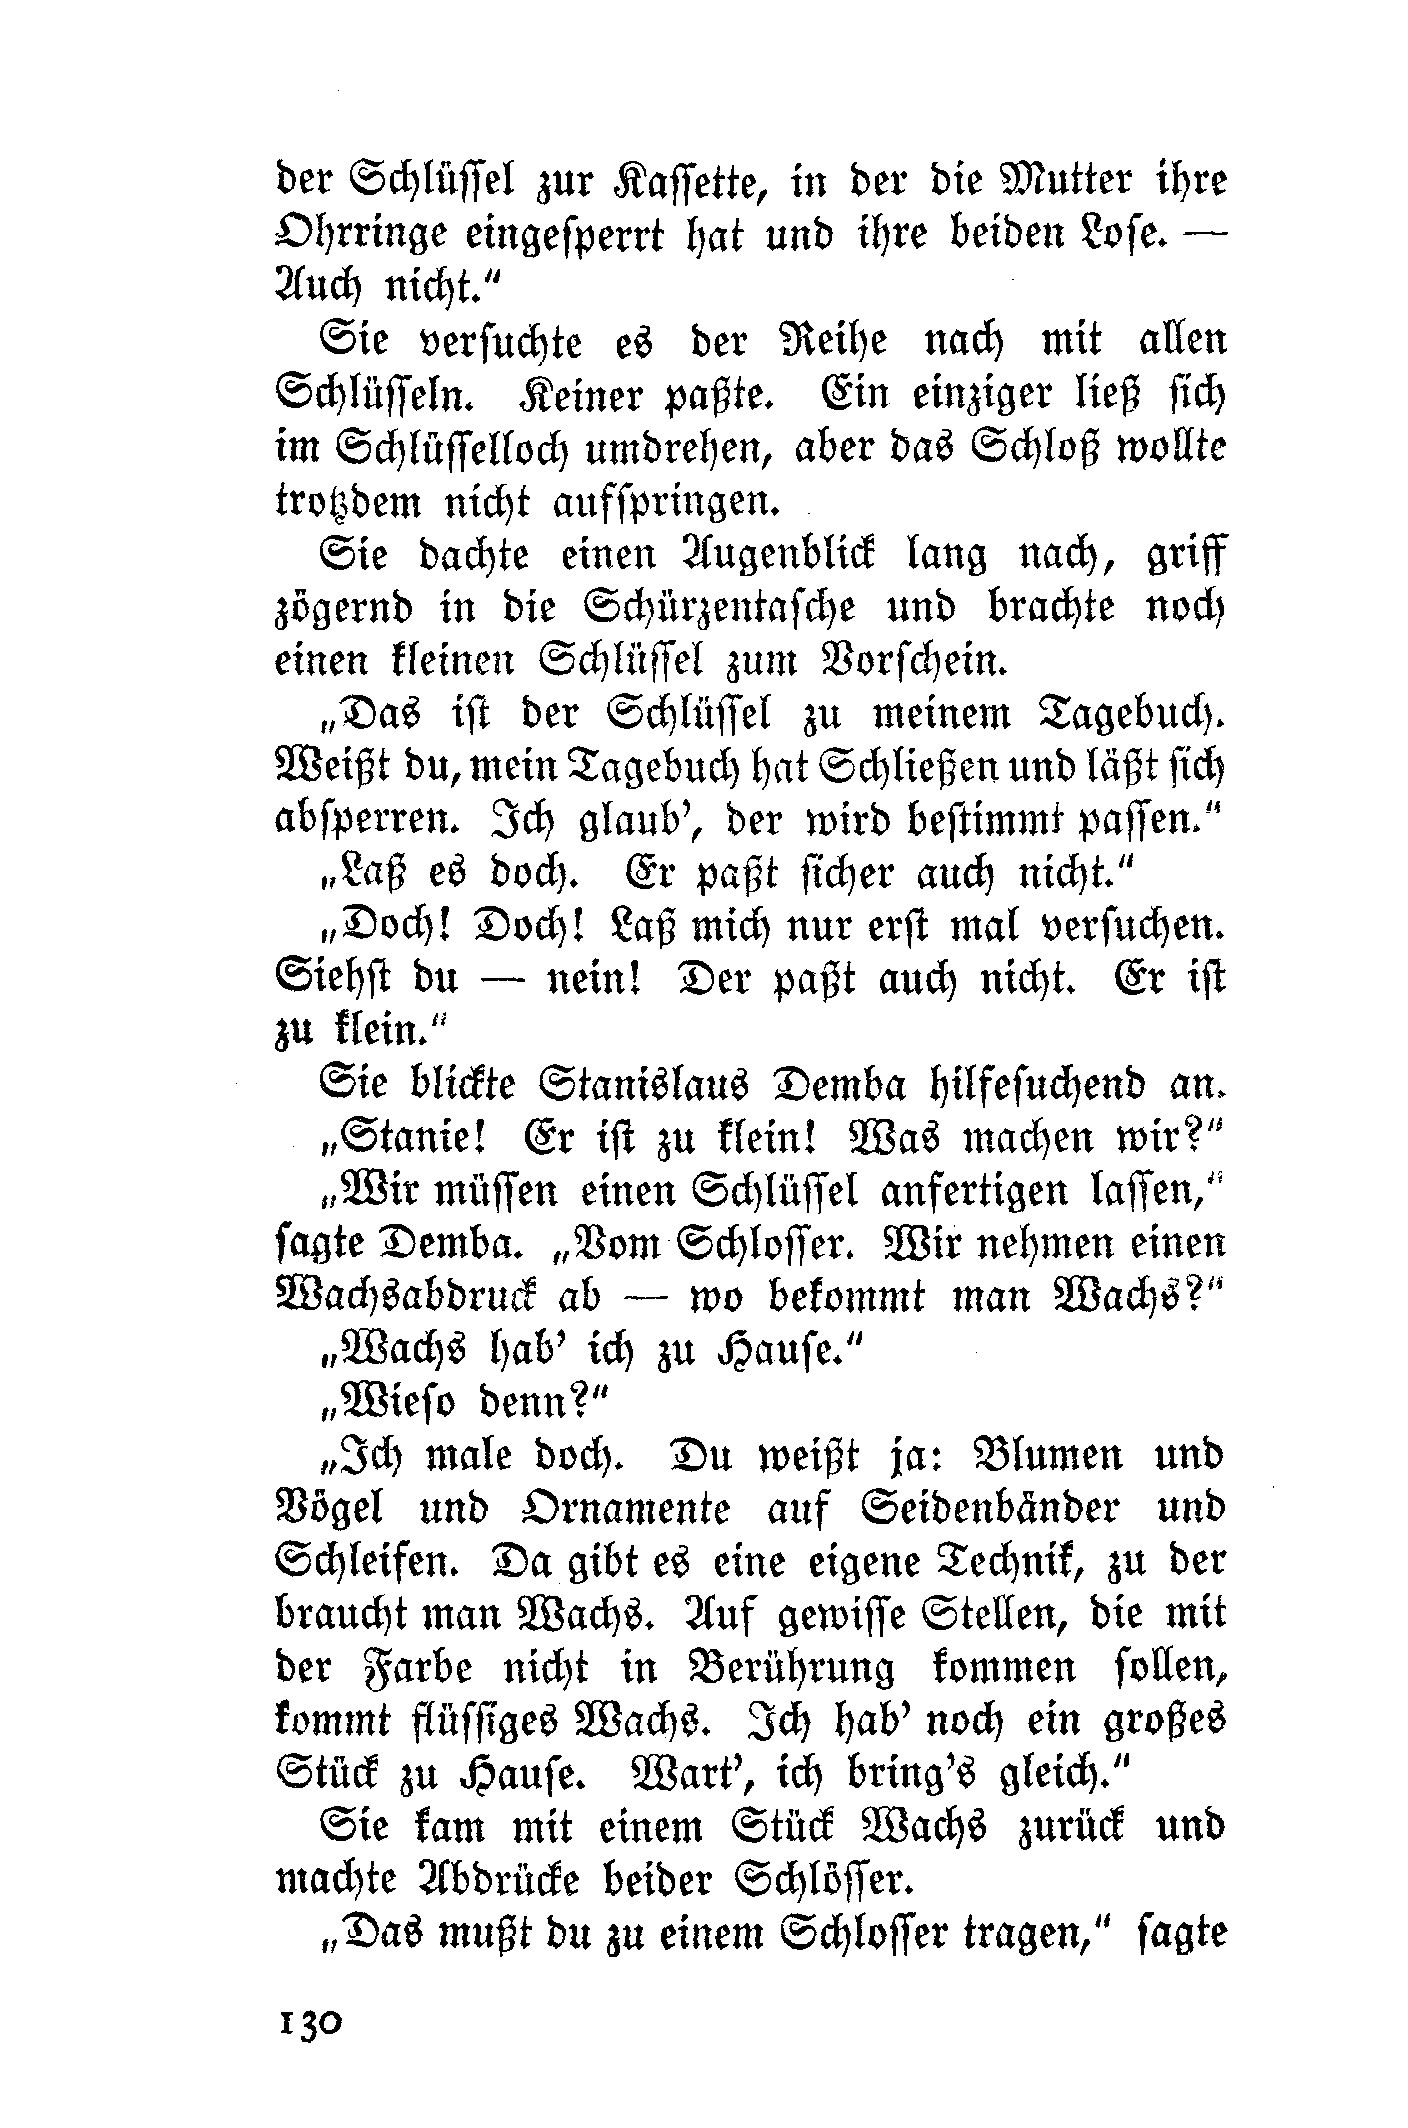 der Schlüssel zur Kassette, in der die Mutter ihre
Ohrringe eingesperrt hat und ihre beiden Lose. —
Auch nicht.“
Sie versuchte es der Reihe nach mit allen
Schlüsseln. Keiner paßte. Ein einziger ließ sich
im Schlüsselloch umdrehen, aber das Schloß wollte
trotzdem nicht aufspringen.
Sie dachte einen Augenblick lang nach, griff
zögernd in die Schürzentasche und brachte noch
einen kleinen Schlüssel zum Vorschein.
„Das ist der Schlüssel zu meinem Tagebuch.
Weißt du, mein Tagebuch hat Schließen und läßt sich
absperren. Ich glaub’, der wird bestimmt passen.“
„Laß es doch. Er paßt sicher auch nicht.“
„Doch! Doch! Laß mich nur erst mal versuchen.
Siehst du — nein! Der paßt auch nicht. Er ist
zu klein.“
Sie blickte Stanislaus Demba hilfesuchend an.
„Stanie! Er ist zu klein! Was machen wir?“
„Wir müssen einen Schlüssel anfertigen lassen,“
sagte Demba. „Vom Schlosser. Wir nehmen einen
Wachsabdruck ab — wo bekommt man Wachs?“
„Wachs hab’ ich zu Hause.“
„Wieso denn?“
„Ich male doch. Du weißt ja: Blumen und
Vögel und Ornamente auf Seidenbänder und
Schleifen. Da gibt es eine eigene Technik, zu der
braucht man Wachs. Auf gewisse Stellen, die mit
der Farbe nicht in Berührung kommen sollen,
kommt flüssiges Wachs. Ich hab’ noch ein großes
Stück zu Hause. Wart’, ich bring’s gleich.“
Sie kam mit einem Stück Wachs zurück und
machte Abdrücke beider Schlösser.
„Das mußt du zu einem Schlosser tragen,“ sagte
130